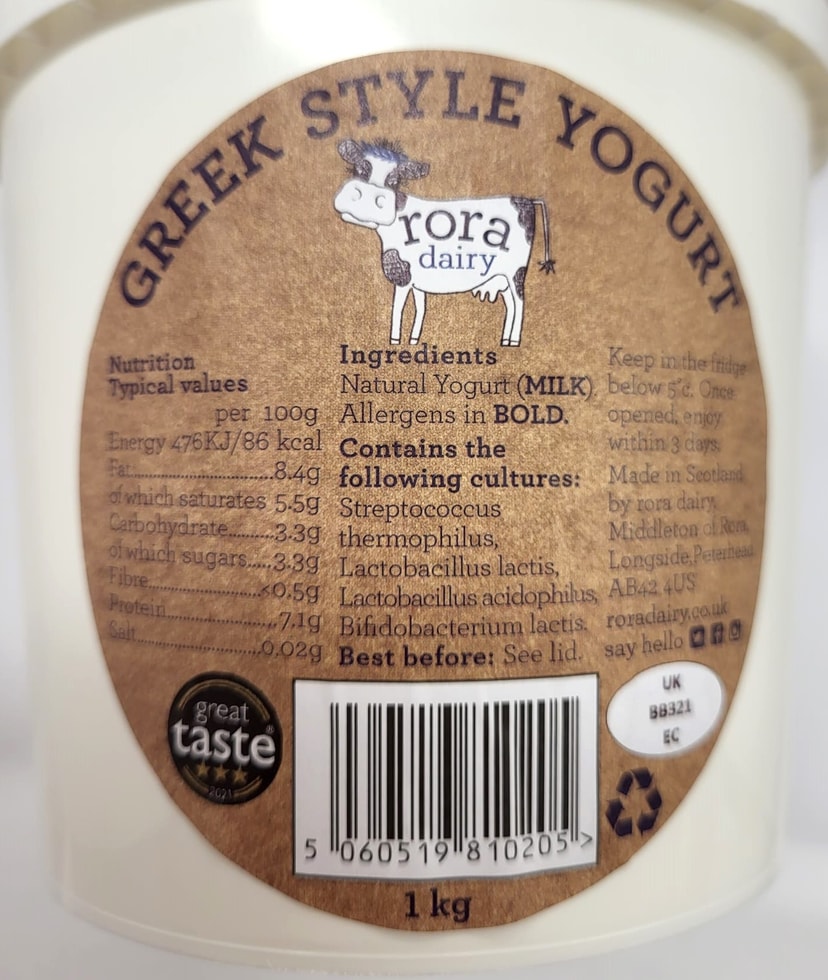 GREEK STYLE YOGURT
rora
dairy
Nutrition
Typical values
per 100g
Energy 476KJ/86 kcal
Fat..............................8.4g
of which saturates 5.5g
Carbohydrate..........3.3g
of which sugars.....3.3g
Fibre.........................<0.5g
Protein........................7.1g
Salt.........................0.02g
Ingredients
Natural Yogurt (MILK).
Allergens in BOLD.
Contains the
following cultures:
Streptococcus
thermophilus,
Lactobacillus lactis,
Lactobacillus acidophilus,
Bifidobacterium lactis.
Best before: See lid.
Keep in the fridge
below 5°c. Once
opened, enjoy
within 3 days.
Made in Scotland
by rora dairy,
Middleton of Rora,
Longside, Peterhead
AB42 4US
roradairy.co.uk
say hello
great
taste®
2021
5 060519 810205 >
UK
BB321
EC
1 kg